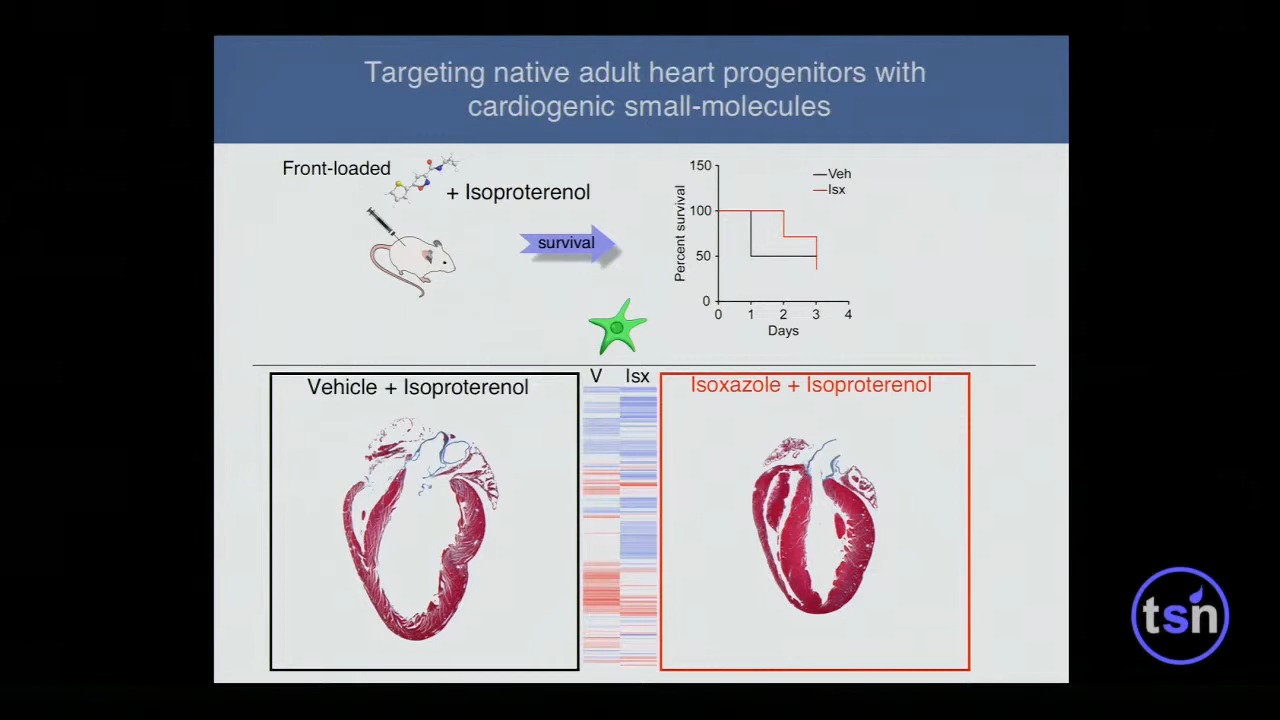 Targeting native adult heart progenitors with
cardiogenic small-molecules
Front-loaded
+ Isoproterenol
survival
Percent survival
150
100
50
0
0 1 2 3 4
Days
Veh
Isx
Vehicle + Isoproterenol
V Isx
Isoxazole + Isoproterenol
tsn